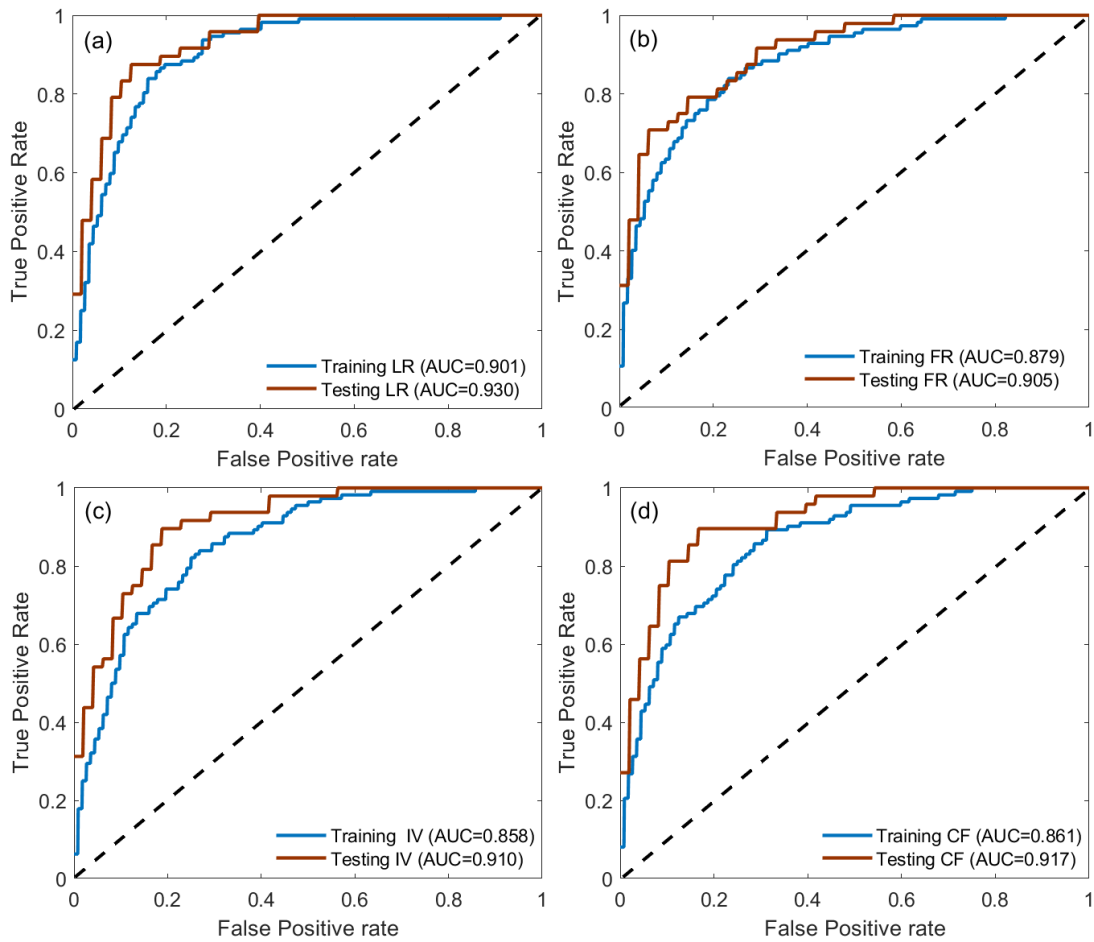 (a)
True Positive Rate
1
0.8
0.6
0.4
0.2
0
Training LR (AUC=0.901)
Testing LR (AUC=0.930)
0 0.2 0.4 0.6 0.8 1
False Positive rate
(b)
True Positive Rate
1
0.8
0.6
0.4
0.2
0
Training FR (AUC=0.879)
Testing FR (AUC=0.905)
0 0.2 0.4 0.6 0.8 1
False Positive rate
(c)
True Positive Rate
1
0.8
0.6
0.4
0.2
0
Training IV (AUC=0.858)
Testing IV (AUC=0.910)
0 0.2 0.4 0.6 0.8 1
False Positive rate
(d)
True Positive Rate
1
0.8
0.6
0.4
0.2
0
Training CF (AUC=0.861)
Testing CF (AUC=0.917)
0 0.2 0.4 0.6 0.8 1
False Positive rate